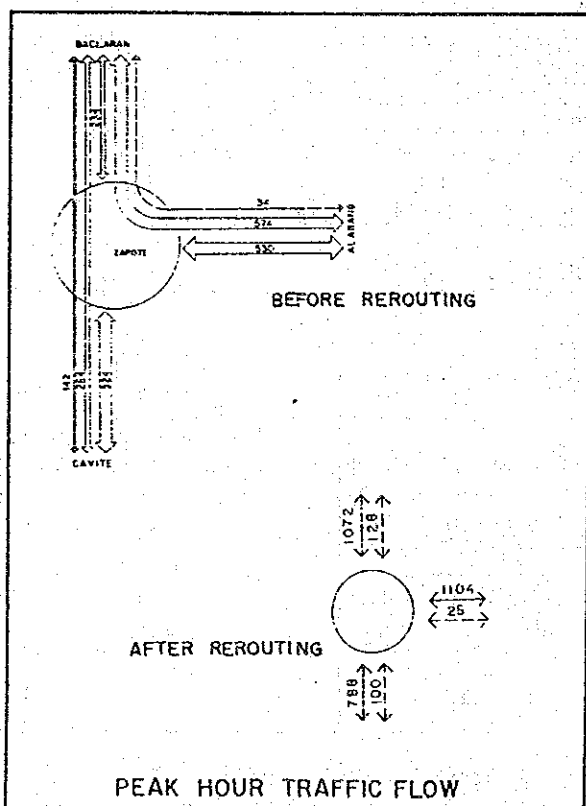 BACLARAN
34
574
ZAPOTE
530
ALABANG
BEFORE REROUTING
142
CAVITE
1072
128
1104
25
AFTER REROUTING
788
100
PEAK HOUR TRAFFIC FLOW